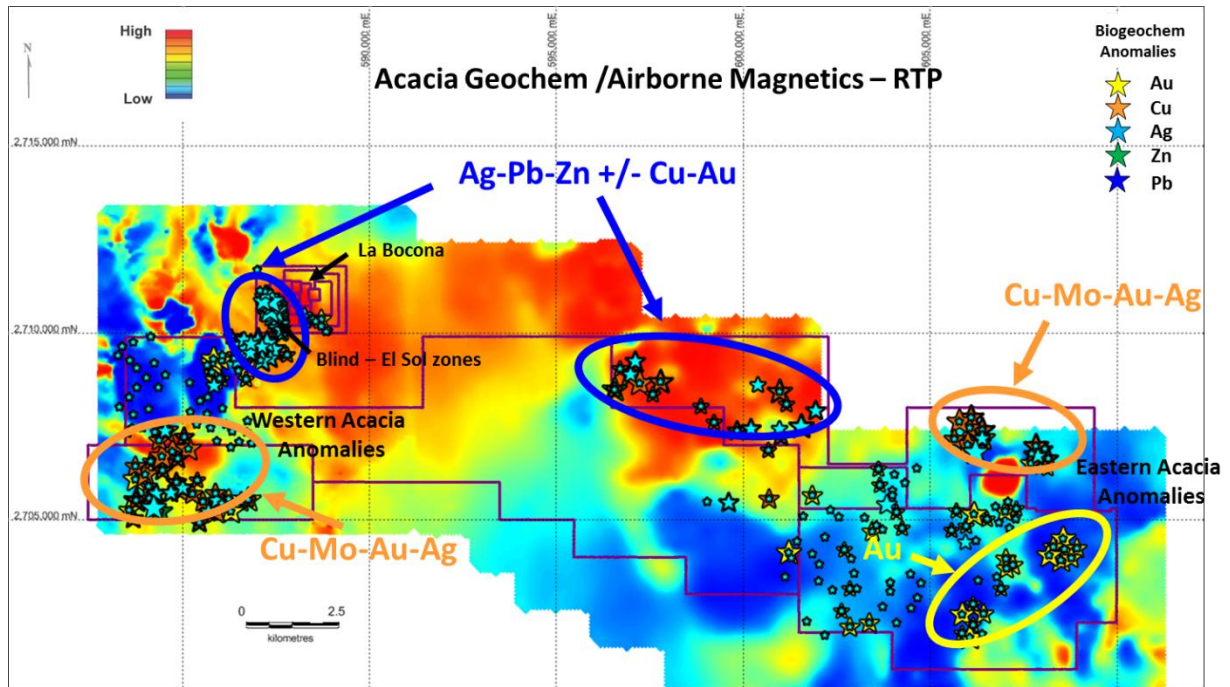 High
Low
N
590,000 mE
595,000 mE
600,000 mE
605,000 mE
Acacia Geochem /Airborne Magnetics – RTP
Biogeochem
Anomalies
Au
Cu
Ag
Zn
Pb
2,715,000 mN
Ag-Pb-Zn +/- Cu-Au
La Bocona
Cu-Mo-Au-Ag
2,710,000 mN
Blind – El Sol zones
Western Acacia
Anomalies
Eastern Acacia
Anomalies
2,705,000 mN
Cu-Mo-Au-Ag
Au
0 2.5
kilometres